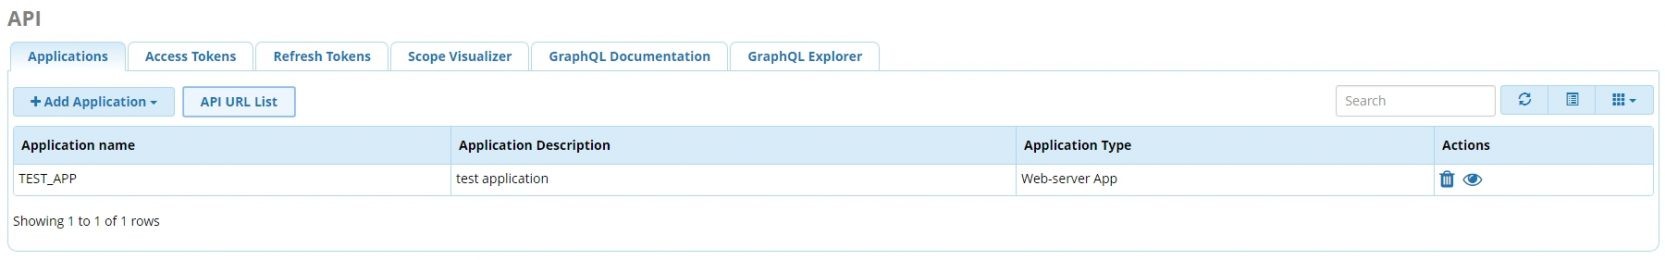 API
Applications Access Tokens Refresh Tokens Scope Visualizer GraphQL Documentation GraphQL Explorer
Add Application API URL List Search
Application name Application Description Application Type Actions
TEST_APP test application Web-server App
Showing 1 to 1 of 1 rows